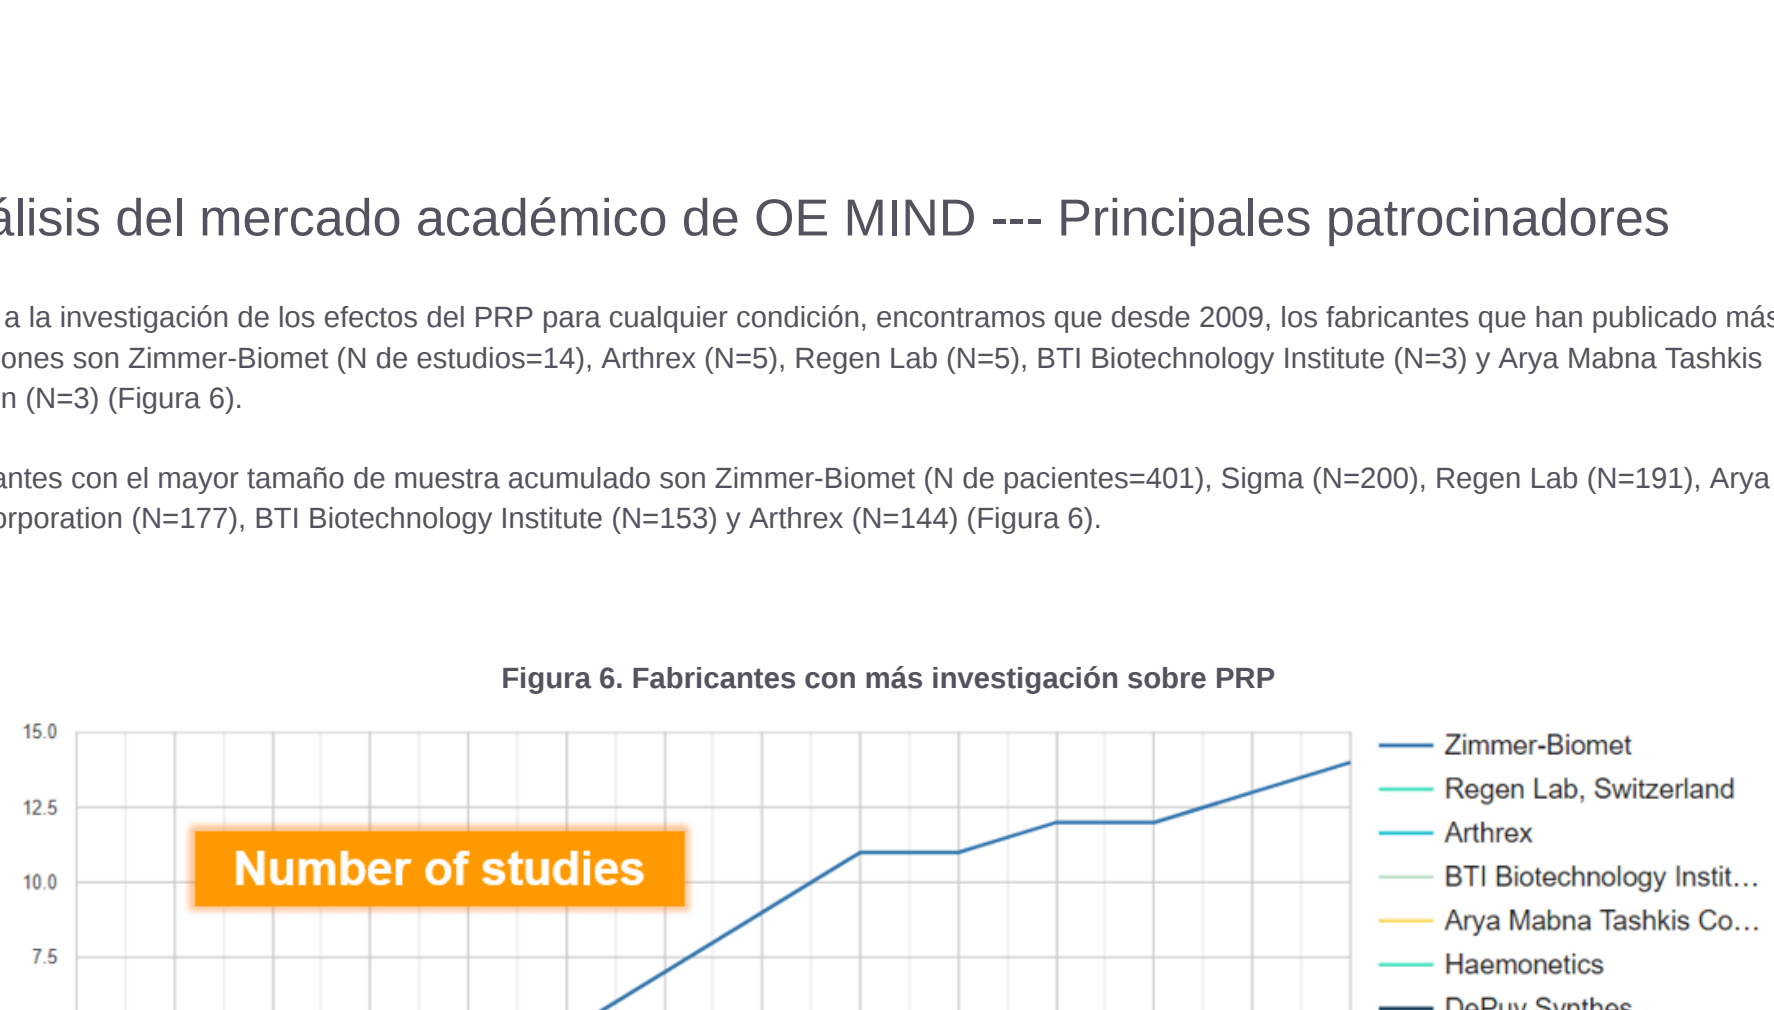 álisis del mercado académico de OE MIND --- Principales patrocinadores
a la investigación de los efectos del PRP para cualquier condición, encontramos que desde 2009, los fabricantes que han publicado más
iones son Zimmer-Biomet (N de estudios=14), Arthrex (N=5), Regen Lab (N=5), BTI Biotechnology Institute (N=3) y Arya Mabna Tashkis
n (N=3) (Figura 6).
antes con el mayor tamaño de muestra acumulado son Zimmer-Biomet (N de pacientes=401), Sigma (N=200), Regen Lab (N=191), Arya
orporation (N=177), BTI Biotechnology Institute (N=153) y Arthrex (N=144) (Figura 6).
Figura 6. Fabricantes con más investigación sobre PRP
15.0
12.5
10.0
7.5
Number of studies
Zimmer-Biomet
Regen Lab, Switzerland
Arthrex
BTI Biotechnology Instit...
Arya Mabna Tashkis Co...
Haemonetics
DePuy Synthes